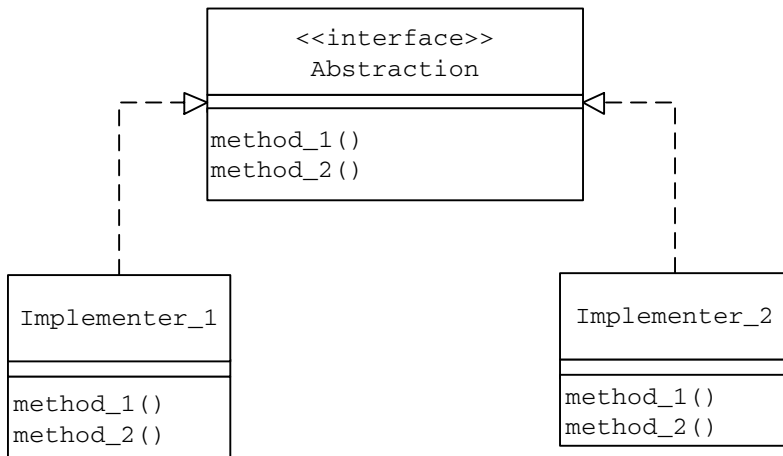 <<interface>>
Abstraction
method_1()
method_2()
Implementer_1
method_1()
method_2()
Implementer_2
method_1()
method_2()